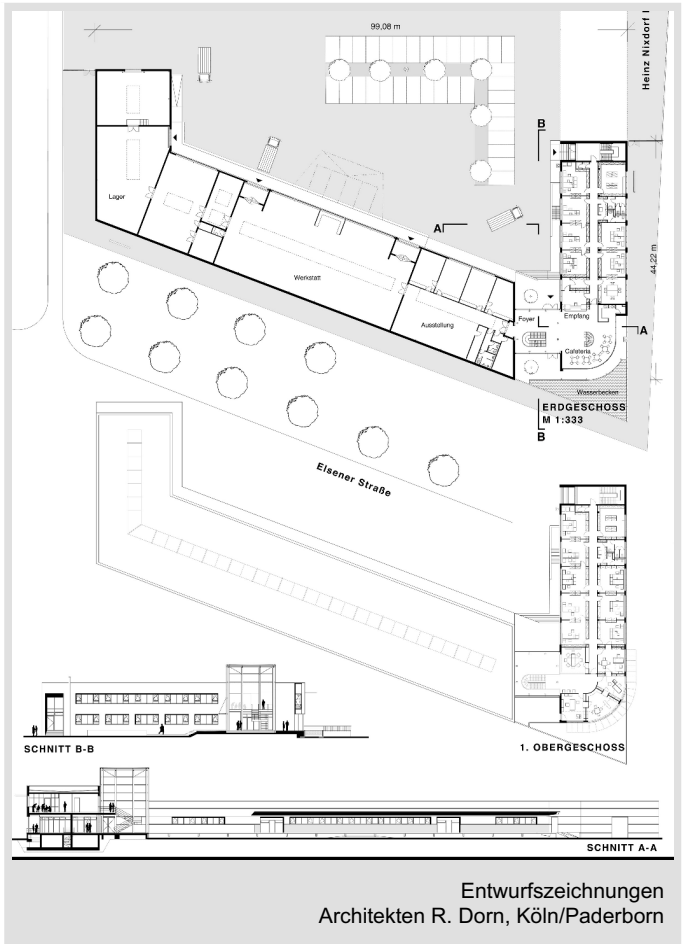 99,08 m
Heinz Nixdorf
B
A
44,22 m
Lager
Werkstatt
Ausstellung
Foyer
Empfang
A
Cafeteria
Wasserbecken
ERDGESCHOSS
M 1:333
B
Elsener Straße
SCHNITT B-B
1. OBERGESCHOSS
SCHNITT A-A
Entwurfszeichnungen
Architekten R. Dorn, Köln/Paderborn